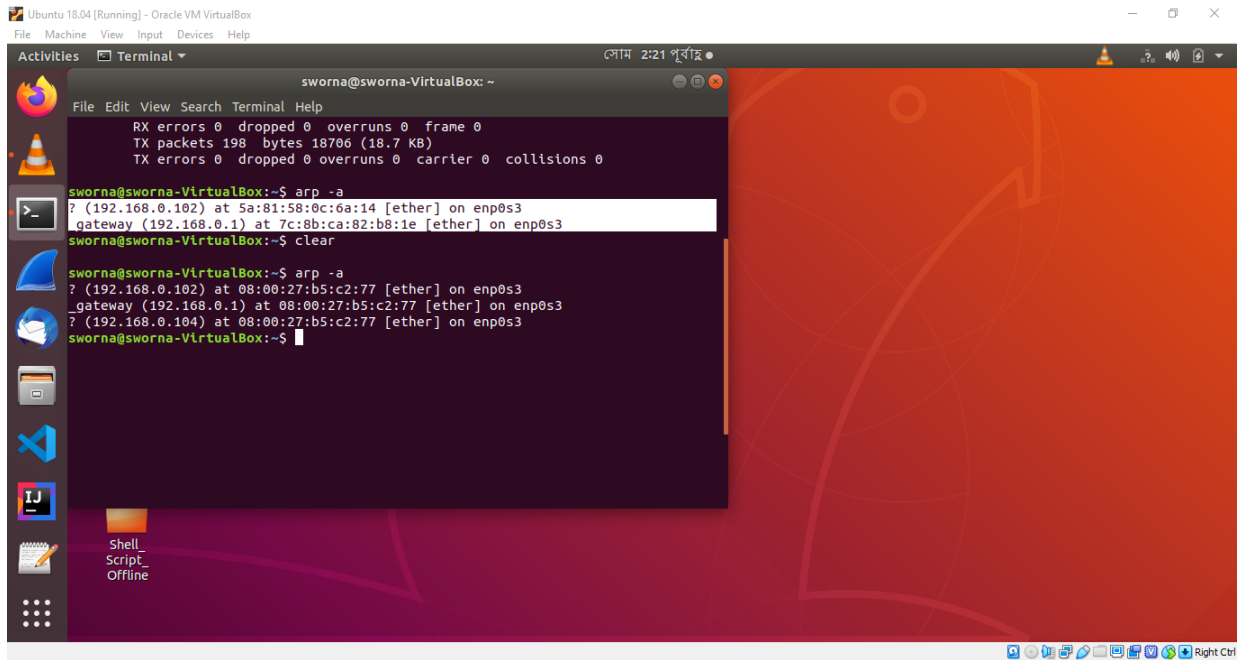 Ubuntu 18.04 [Running] - Oracle VM VirtualBox
File Machine View Input Devices Help
Activities Terminal সোম 2:21 পূর্বাহ্ণ
sworna@sworna-VirtualBox: ~
File Edit View Search Terminal Help
RX errors 0 dropped 0 overruns 0 frame 0
TX packets 198 bytes 18706 (18.7 KB)
TX errors 0 dropped 0 overruns 0 carrier 0 collisions 0
sworna@sworna-VirtualBox:~$ arp -a
? (192.168.0.102) at 5a:81:58:0c:6a:14 [ether] on enp0s3
_gateway (192.168.0.1) at 7c:8b:ca:82:b8:1e [ether] on enp0s3
sworna@sworna-VirtualBox:~$ clear
sworna@sworna-VirtualBox:~$ arp -a
? (192.168.0.102) at 08:00:27:b5:c2:77 [ether] on enp0s3
_gateway (192.168.0.1) at 08:00:27:b5:c2:77 [ether] on enp0s3
? (192.168.0.104) at 08:00:27:b5:c2:77 [ether] on enp0s3
sworna@sworna-VirtualBox:~$
IJ
Shell_
Script_
Offline
Right Ctrl